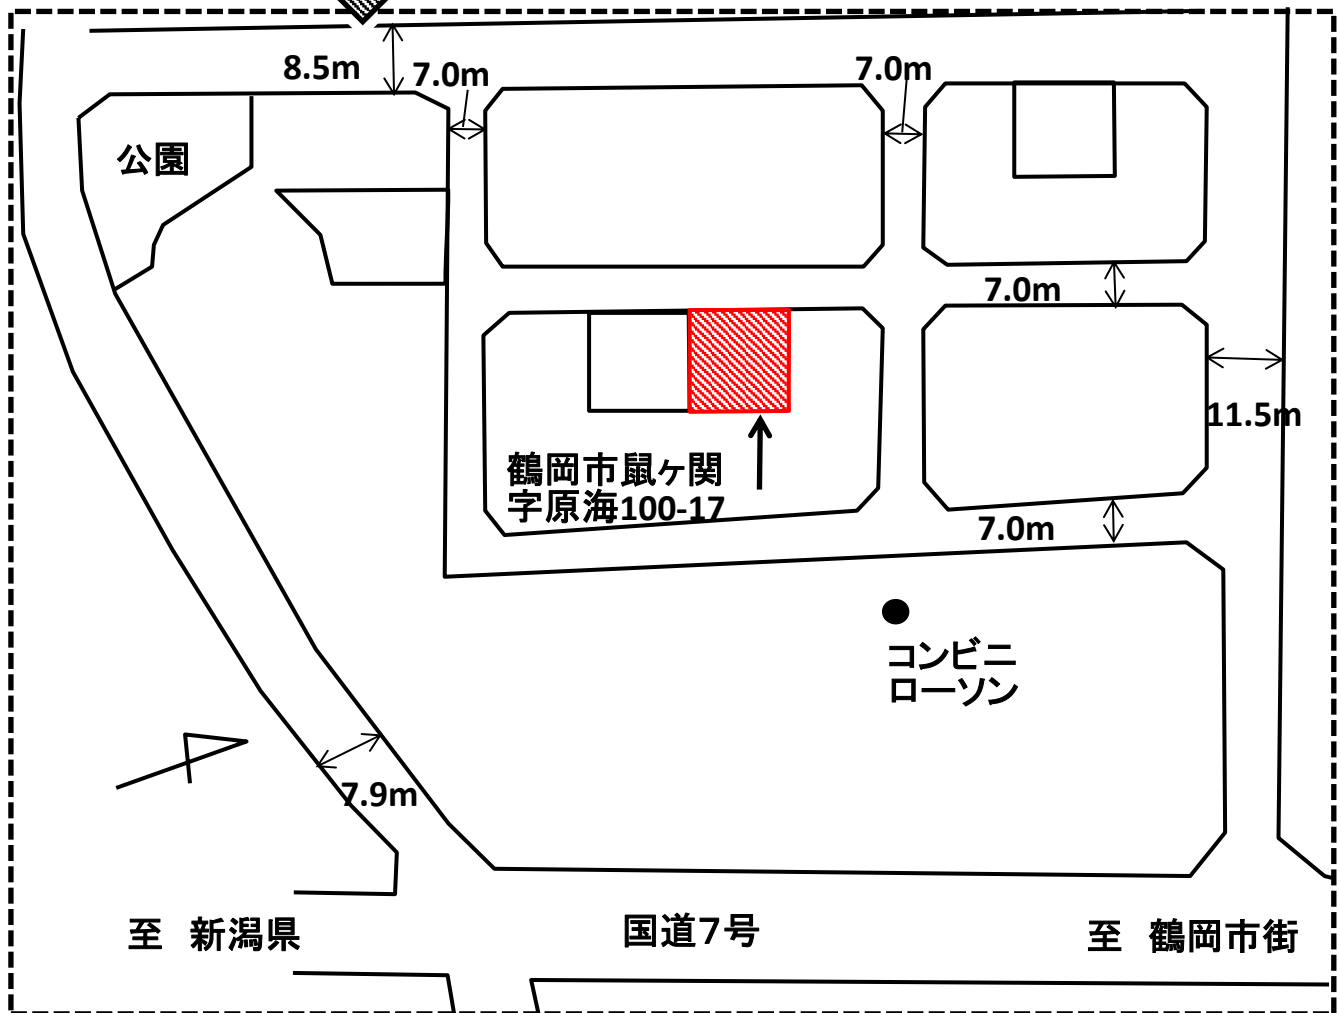 8.5m
7.0m
7.0m
公園
7.0m
11.5m
鶴岡市鼠ヶ関
字原海100-17
7.0m
コンビニ
ローソン
7.9m
至 新潟県
国道7号
至 鶴岡市街